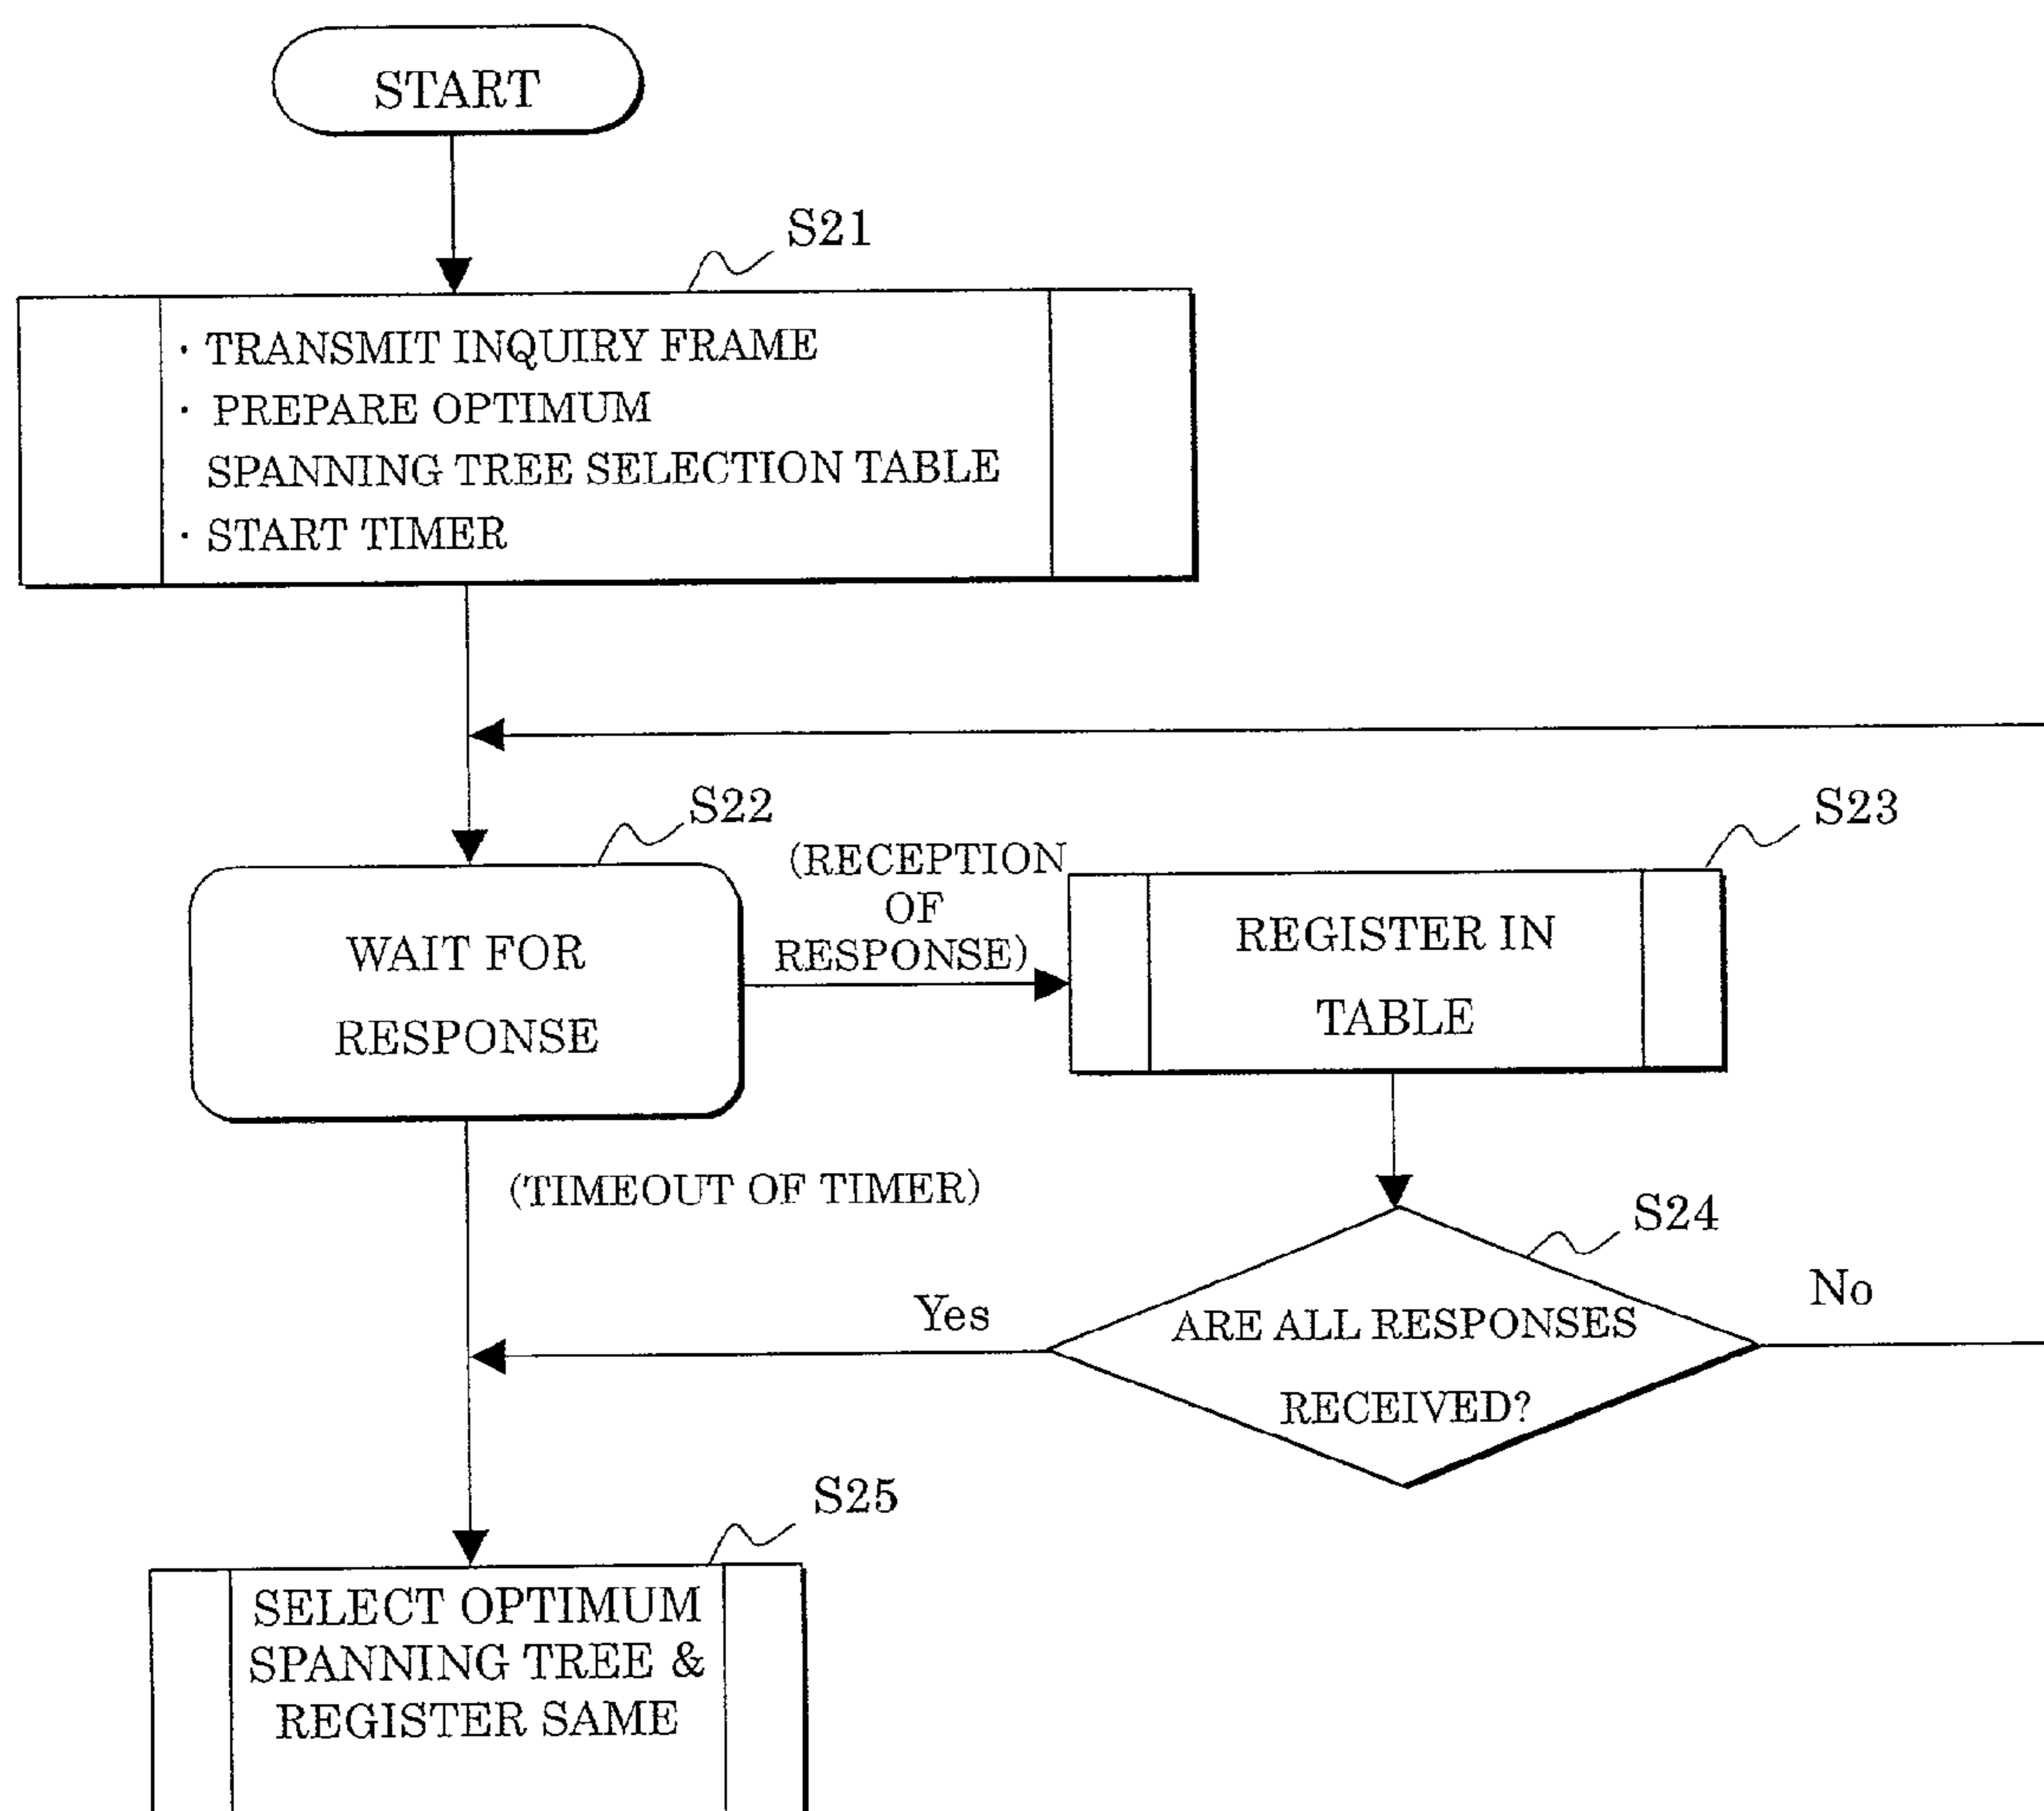 START
S21
· TRANSMIT INQUIRY FRAME
· PREPARE OPTIMUM
SPANNING TREE SELECTION TABLE
· START TIMER
S22
(RECEPTION
OF
RESPONSE)
S23
WAIT FOR
RESPONSE
REGISTER IN
TABLE
(TIMEOUT OF TIMER)
S24
Yes
No
ARE ALL RESPONSES
RECEIVED?
S25
SELECT OPTIMUM
SPANNING TREE &
REGISTER SAME